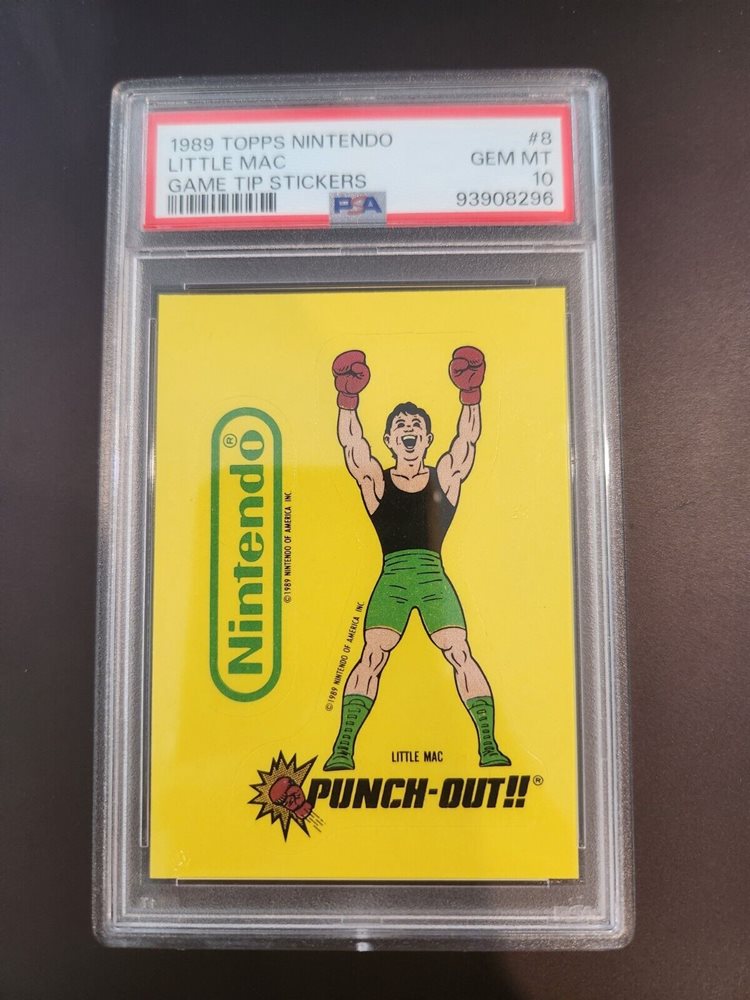 1989 TOPPS NINTENDO #8
LITTLE MAC GEM MT
GAME TIP STICKERS 10
PSA 93908296
Nintendo®
©1989 NINTENDO OF AMERICA INC.
©1989 NINTENDO OF AMERICA INC.
LITTLE MAC
PUNCH-OUT!!®